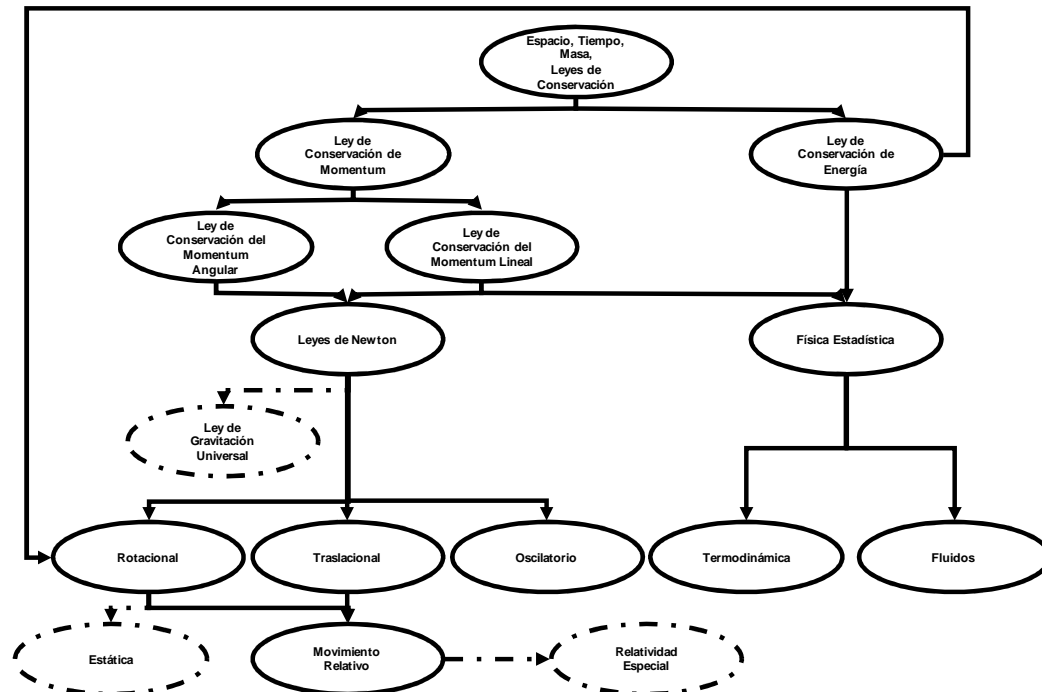 Espacio, Tiempo,
Masa,
Leyes de
Conservación
Ley de
Conservación de
Momentum
Ley de
Conservación de
Energía
Ley de
Conservación del
Momentum
Angular
Ley de
Conservación del
Momentum Lineal
Leyes de Newton
Física Estadística
Ley de
Gravitación
Universal
Rotacional
Traslacional
Oscilatorio
Termodinámica
Fluidos
Estática
Movimiento
Relativo
Relatividad
Especial